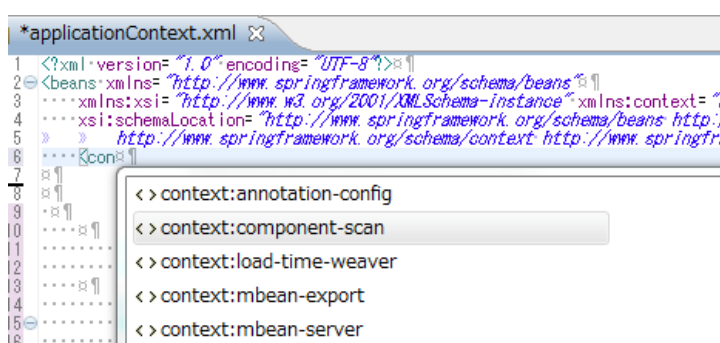 *applicationContext.xml
1 <?xml version="1.0" encoding="UTF-8"?>
2 <beans xmlns="http://www.springframework.org/schema/beans"
3 xmlns:xsi="http://www.w3.org/2001/XMLSchema-instance" xmlns:context="
4 xsi:schemaLocation="http://www.springframework.org/schema/beans http:/
5 http://www.springframework.org/schema/context http://www.springfr
6 <con
7
8 <> context:annotation-config
9 <> context:component-scan
10
11 <> context:load-time-weaver
12
13 <> context:mbean-export
14
15 <> context:mbean-server